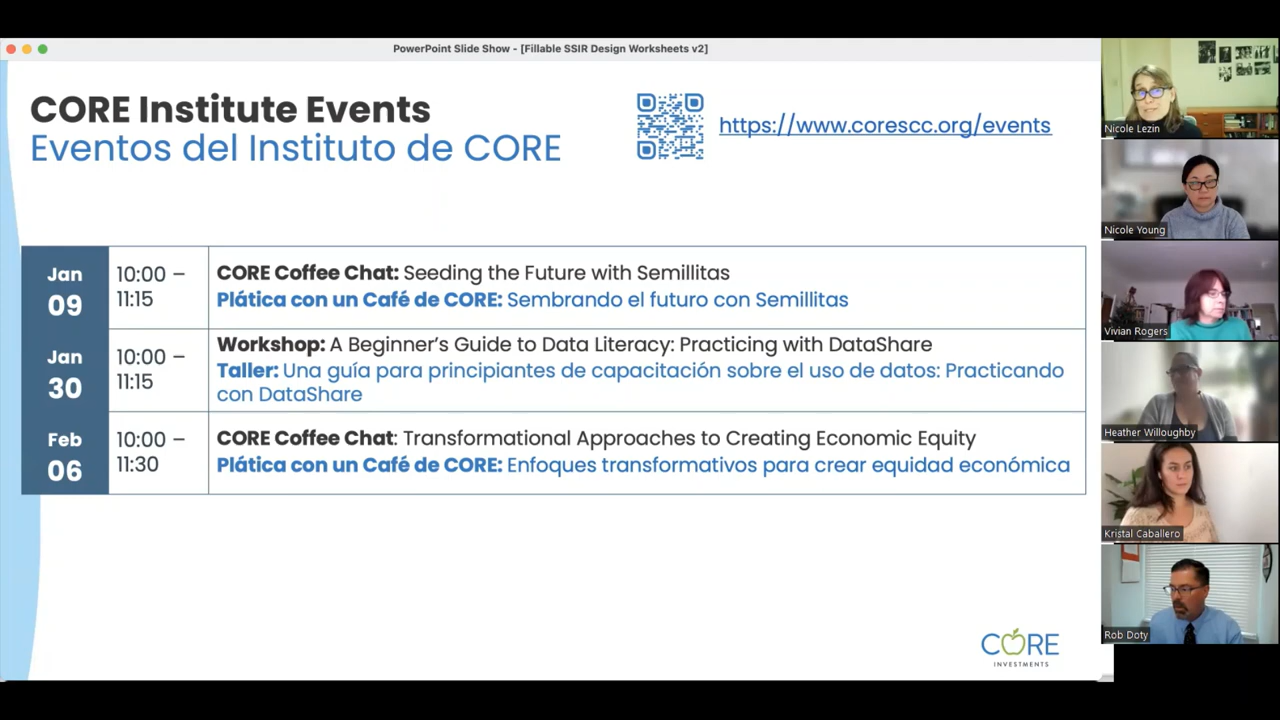 PowerPoint Slide Show - [Fillable SSIR Design Worksheets v2]
CORE Institute Events
Eventos del Instituto de CORE
https://www.corescc.org/events
Jan
09
10:00 –
11:15
CORE Coffee Chat: Seeding the Future with Semillitas
Plática con un Café de CORE: Sembrando el futuro con Semillitas
Jan
30
10:00 –
11:15
Workshop: A Beginner’s Guide to Data Literacy: Practicing with DataShare
Taller: Una guía para principiantes de capacitación sobre el uso de datos: Practicando
con DataShare
Feb
06
10:00 –
11:30
CORE Coffee Chat: Transformational Approaches to Creating Economic Equity
Plática con un Café de CORE: Enfoques transformativos para crear equidad económica
CORE
INVESTMENTS
Nicole Lezin
Nicole Young
Vivian Rogers
Heather Willoughby
Kristal Caballero
Rob Doty